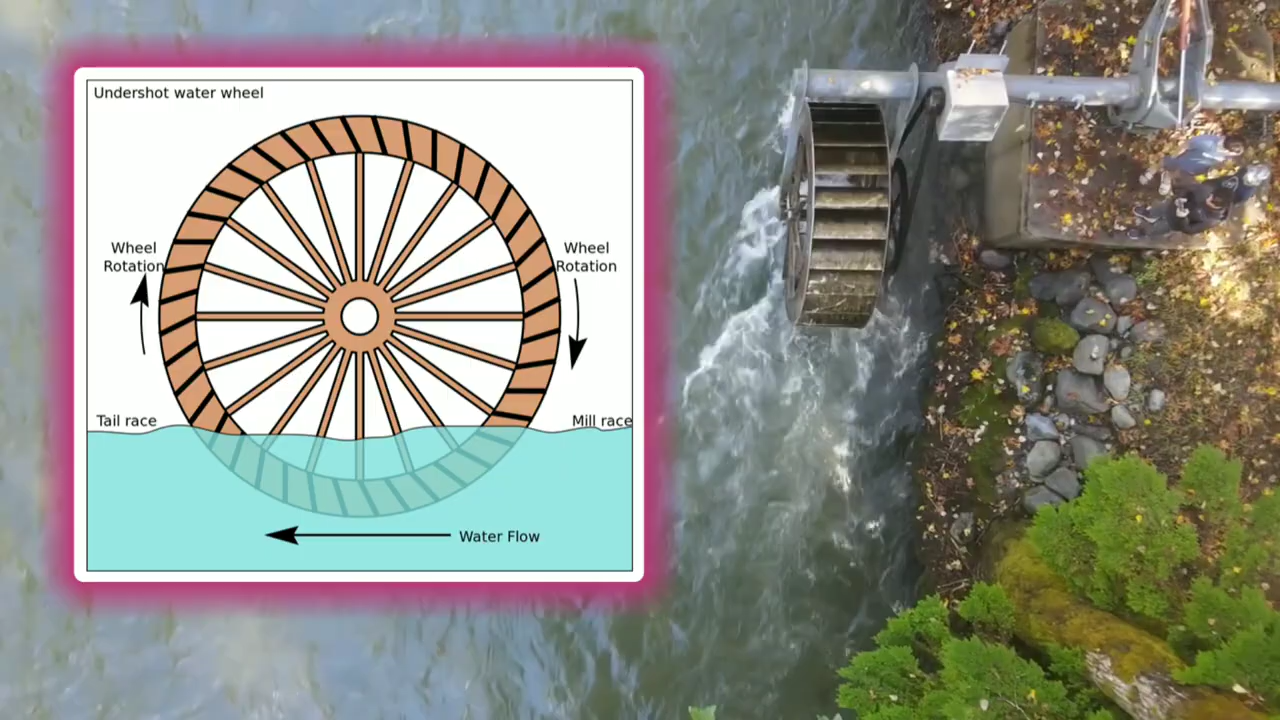 Undershot water wheel
Wheel
Rotation
Wheel
Rotation
Tail race
Mill race
Water Flow